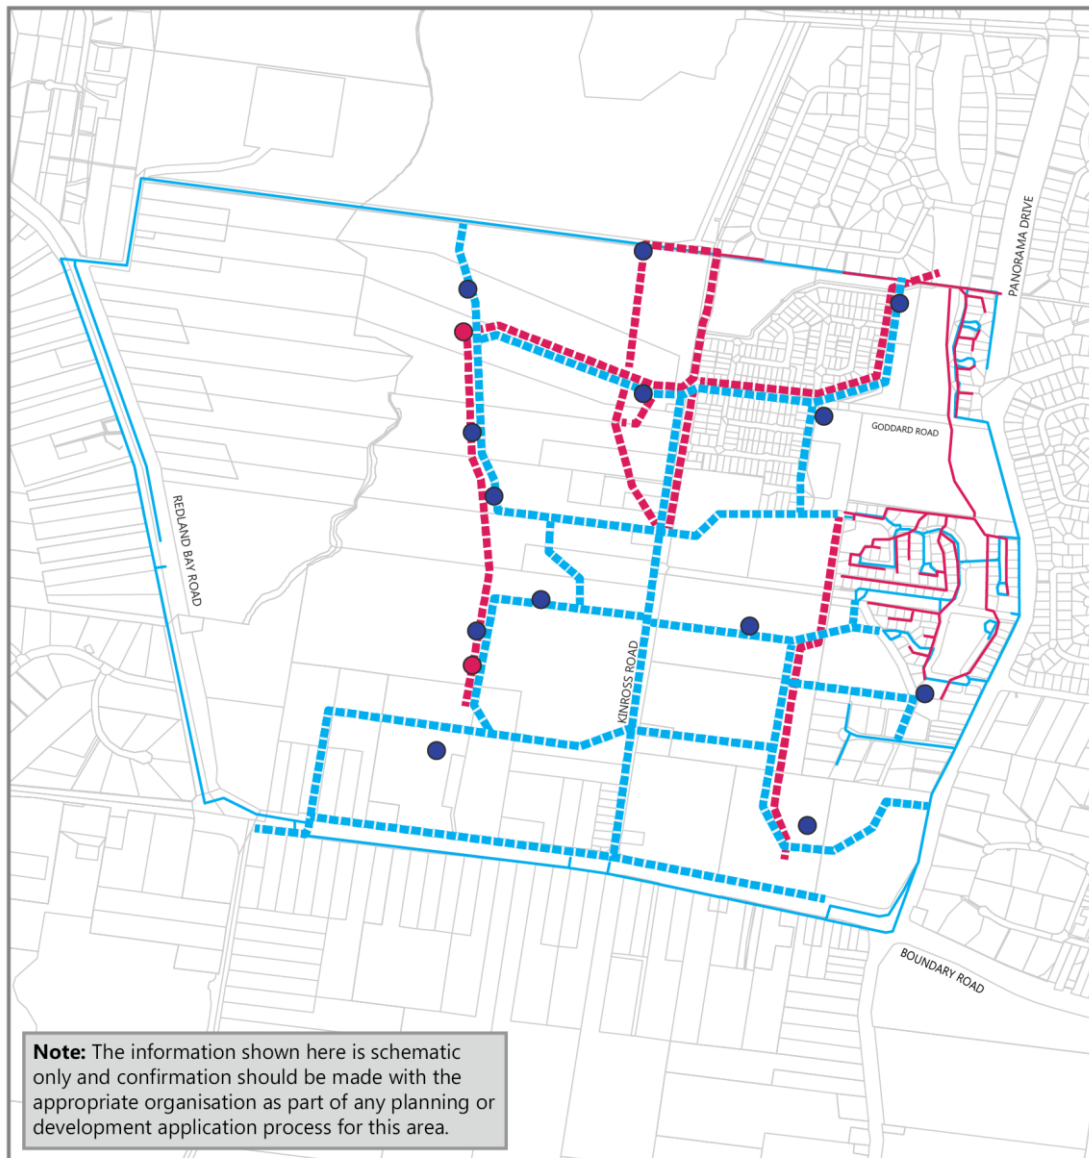 PANORAMA DRIVE
GODDARD ROAD
REDLAND BAY ROAD
KINROSS ROAD
BOUNDARY ROAD
Note: The information shown here is schematic
only and confirmation should be made with the
appropriate organisation as part of any planning or
development application process for this area.